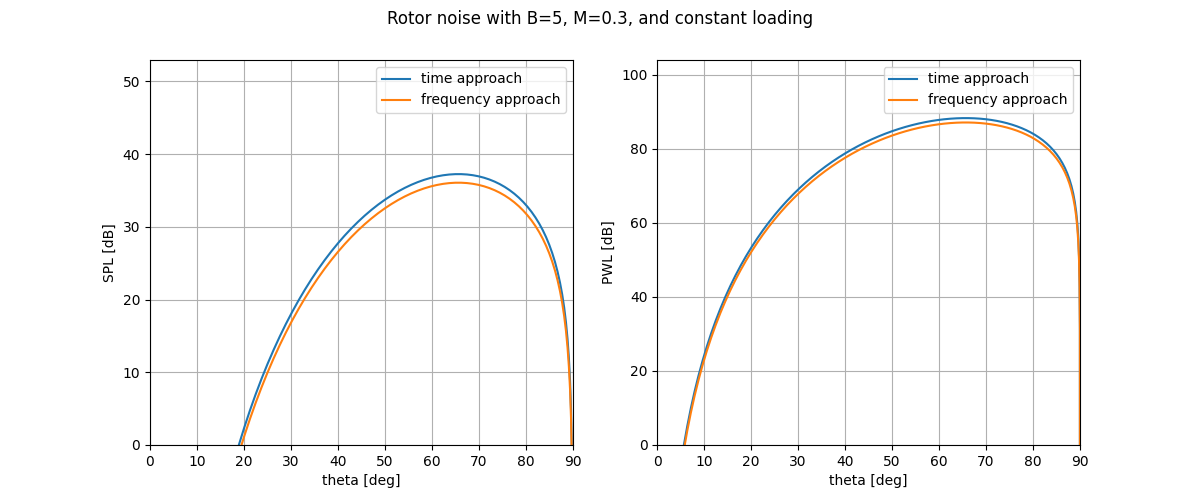 Rotor noise with B=5, M=0.3, and constant loading
time approach
frequency approach
SPL [dB]
50
40
30
20
10
0
0 10 20 30 40 50 60 70 80 90
theta [deg]
time approach
frequency approach
PWL [dB]
100
80
60
40
20
0
0 10 20 30 40 50 60 70 80 90
theta [deg]